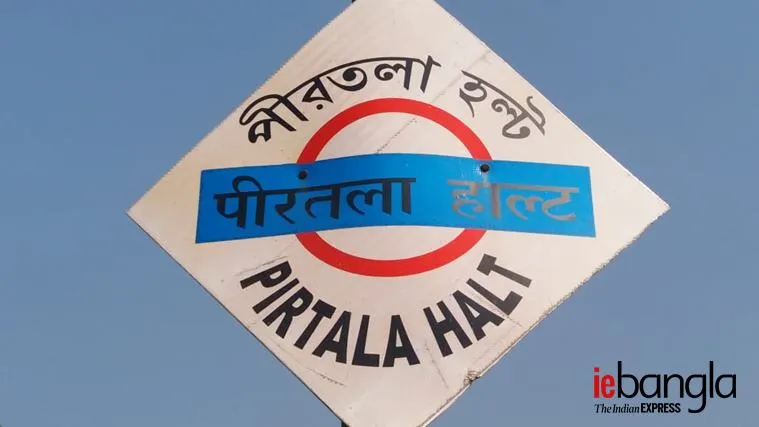 পীরতলা হল্ট
पीरतला हाल्ट
PIRTALA HALT
iebangla
The Indian EXPRESS